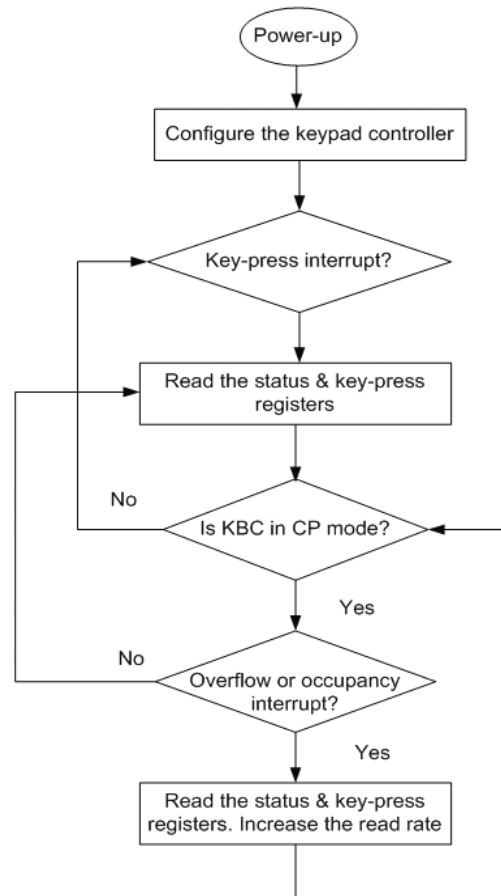 Power-up
Configure the keypad controller
Key-press interrupt?
Read the status & key-press
registers
No
Is KBC in CP mode?
Yes
No
Overflow or occupancy
interrupt?
Yes
Read the status & key-press
registers. Increase the read rate